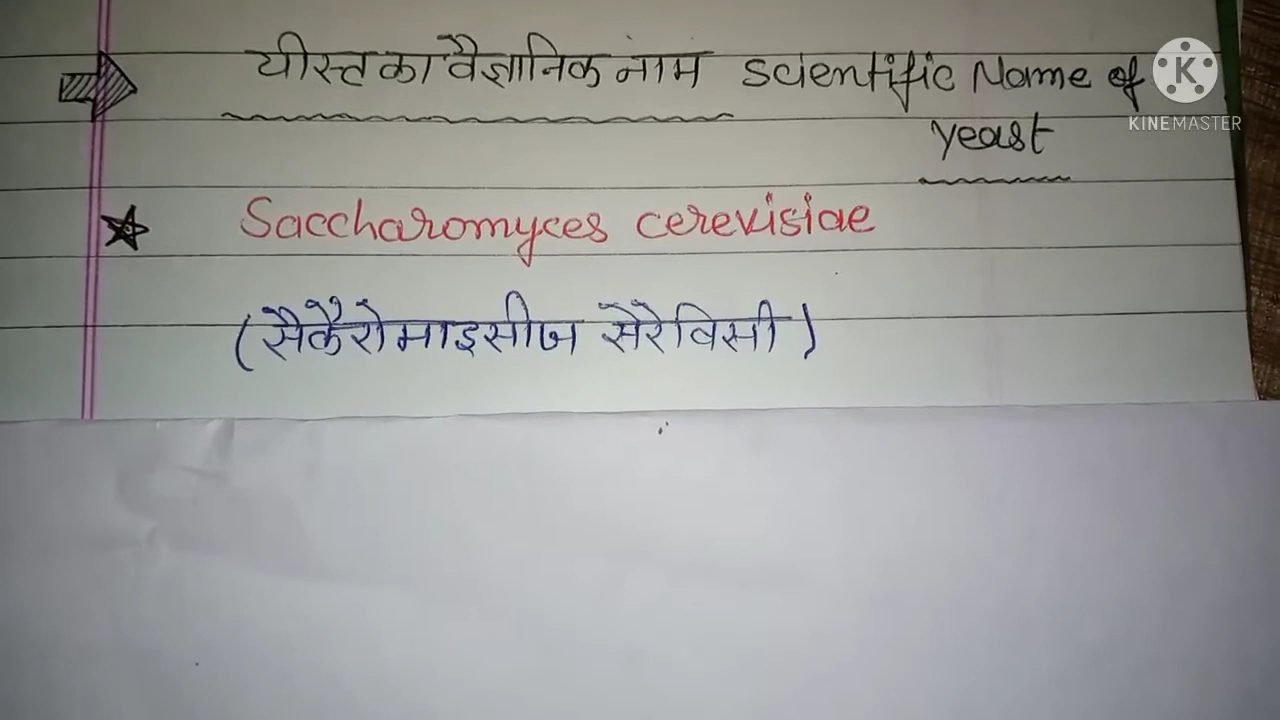 यीस्त का वैज्ञानिक नाम Scientific Name of
yeast
Saccharomyces cerevisiae
(सैकैरोमाइसीज सेरेविसी)
KINEMASTER